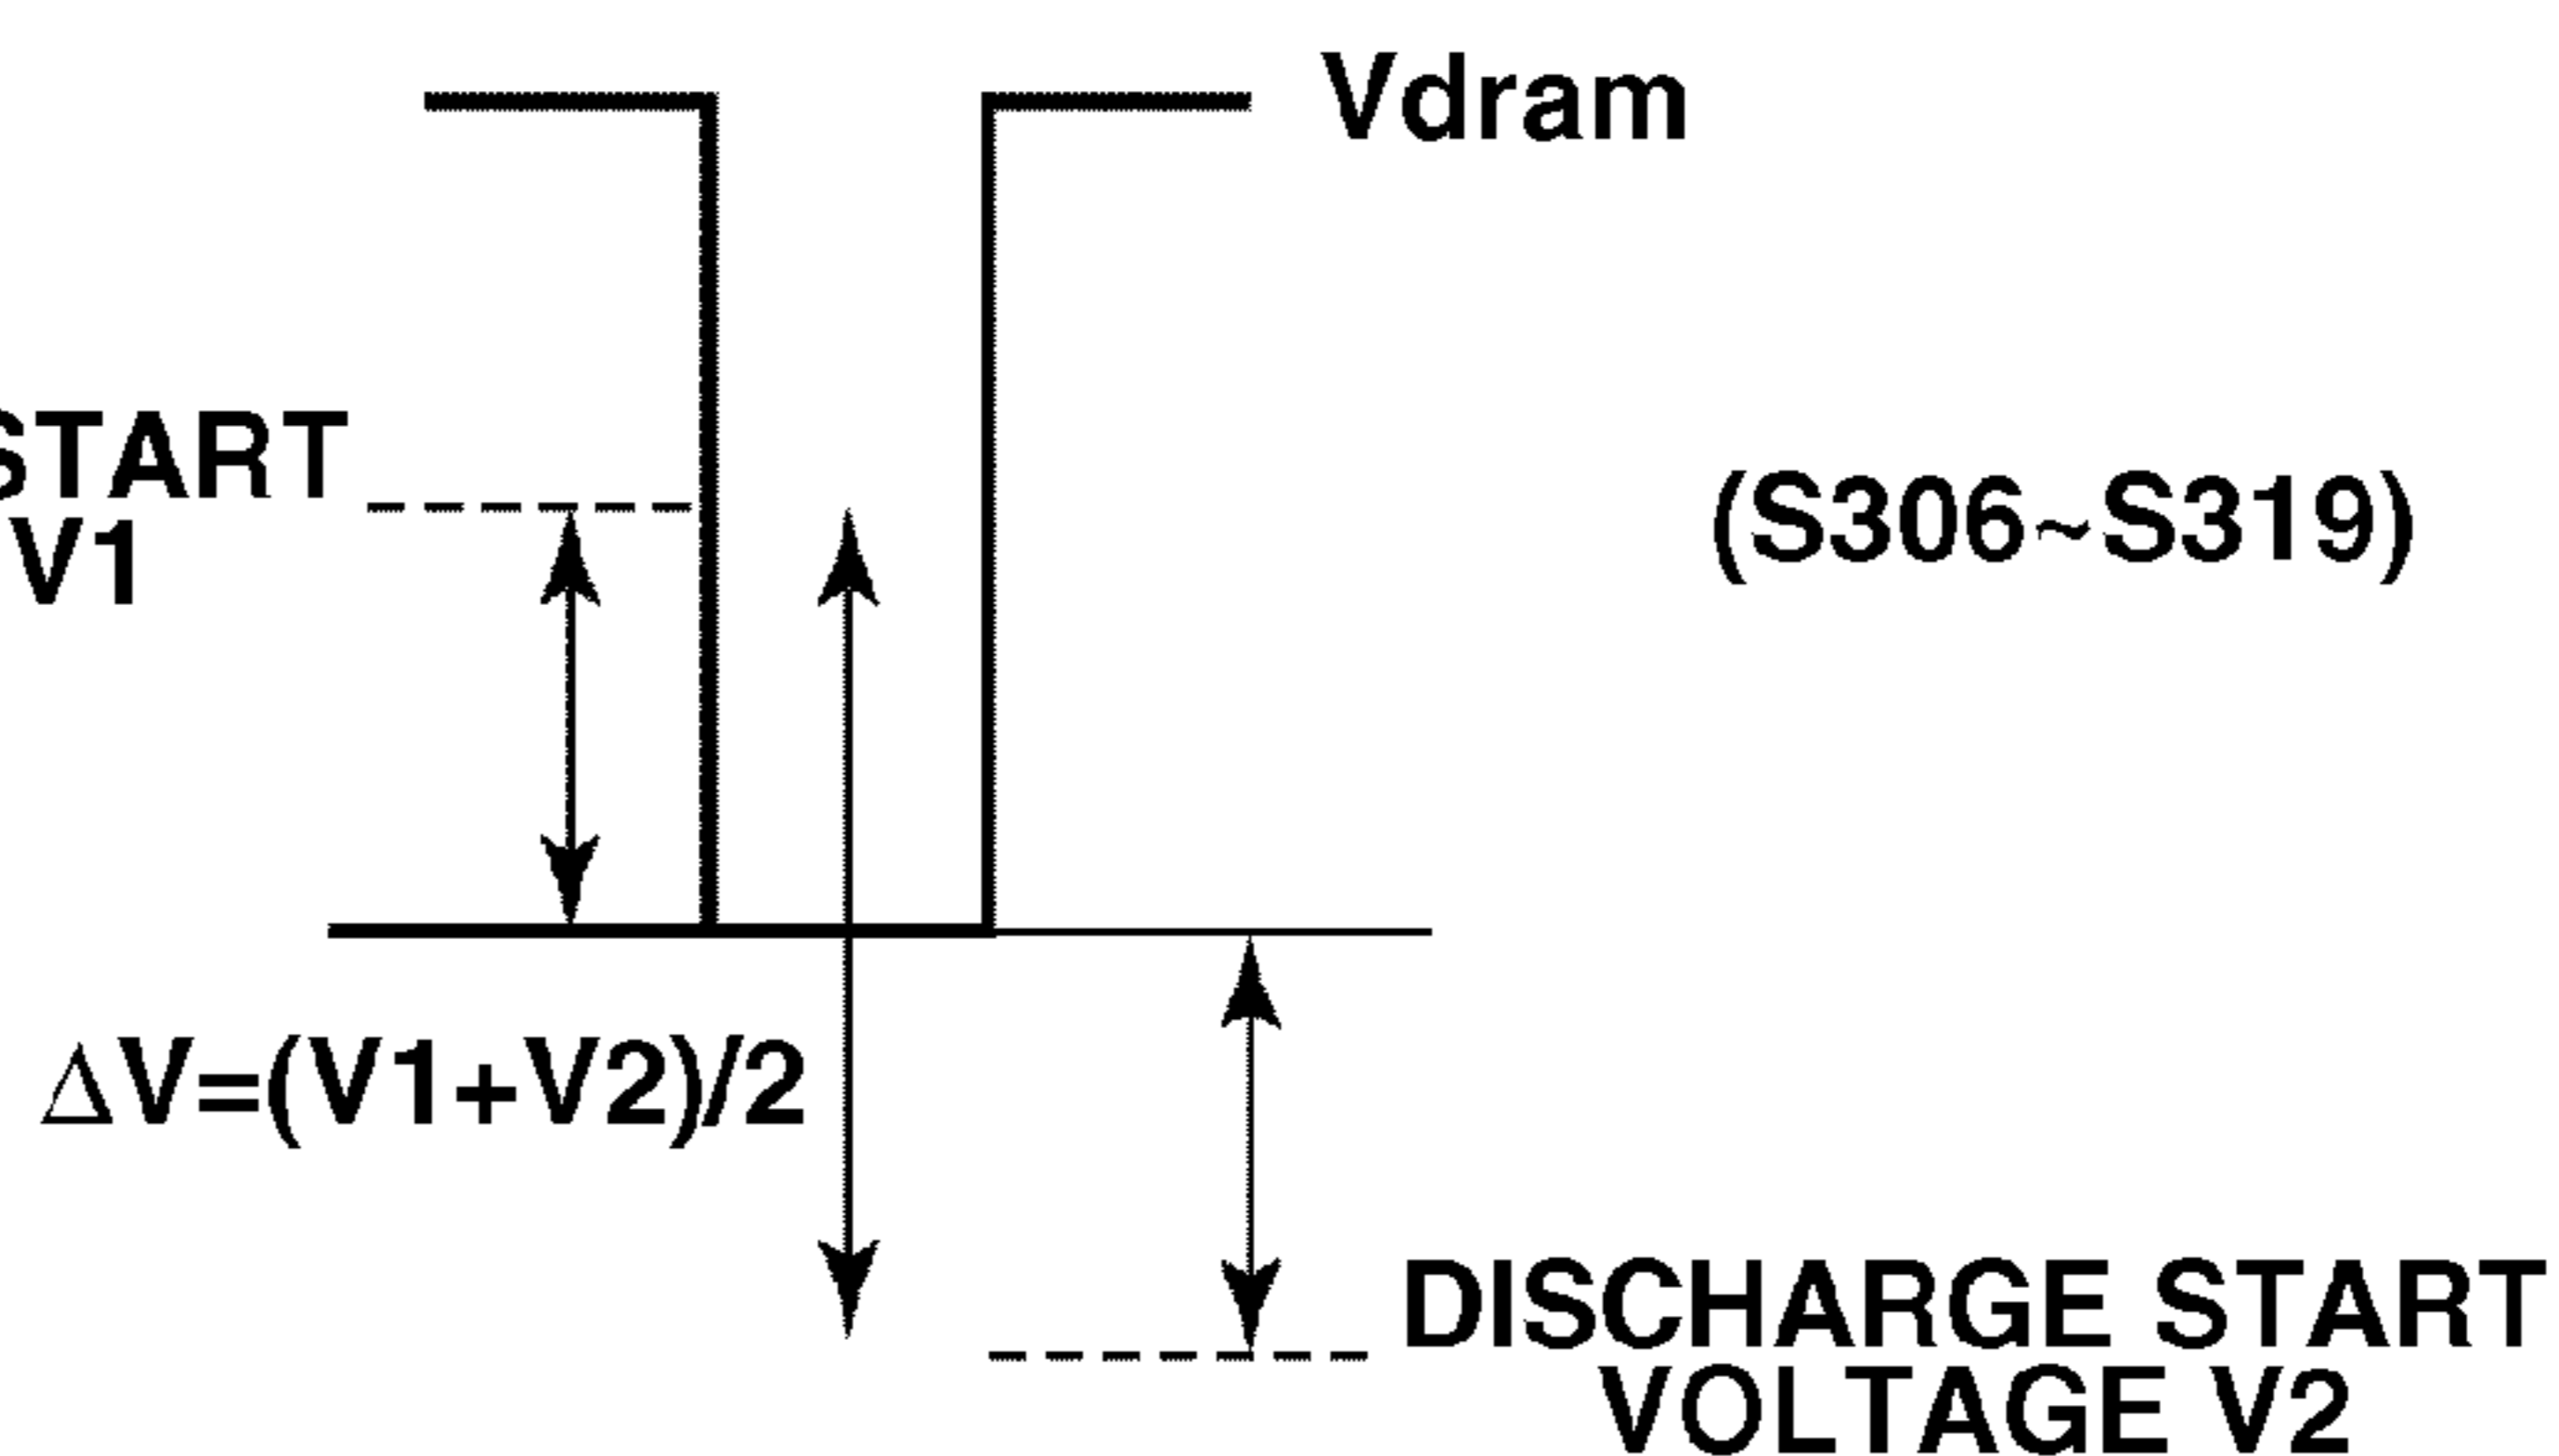 Vdram
START
V1
(S306~S319)
ΔV=(V1+V2)/2
DISCHARGE START
VOLTAGE V2